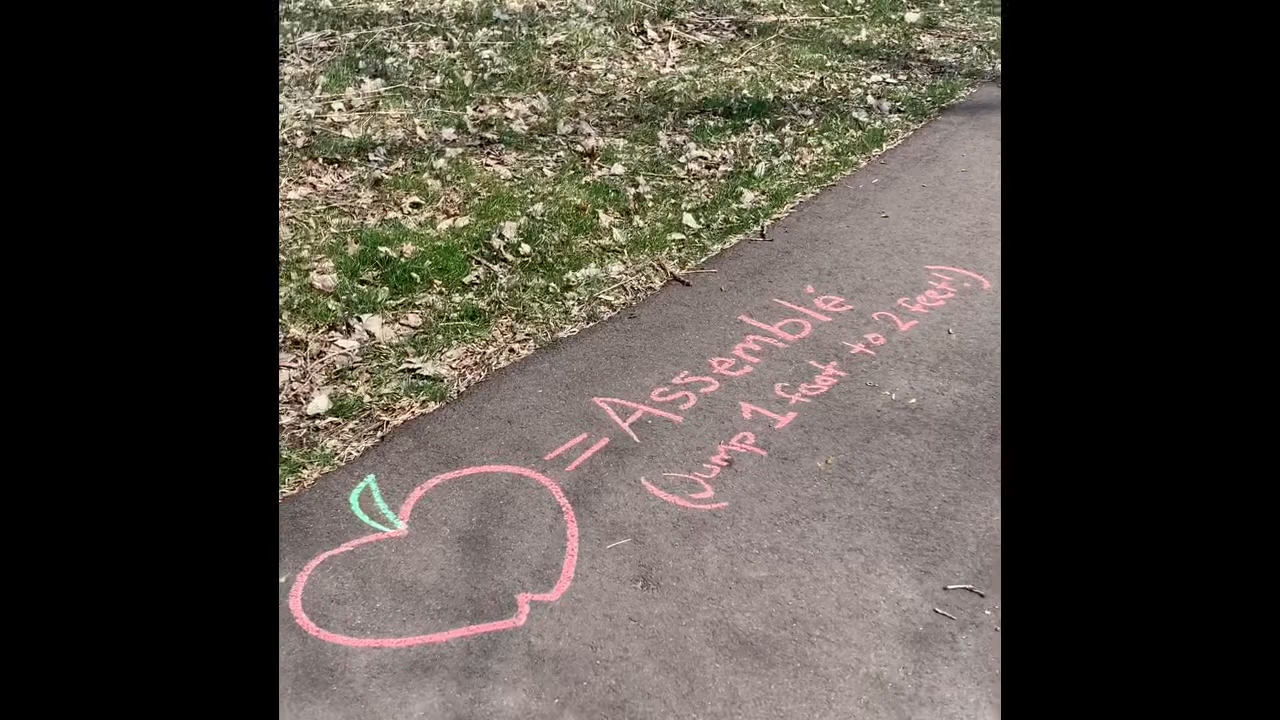 = Assemblé
(Jump 1 foot to 2 feet!)